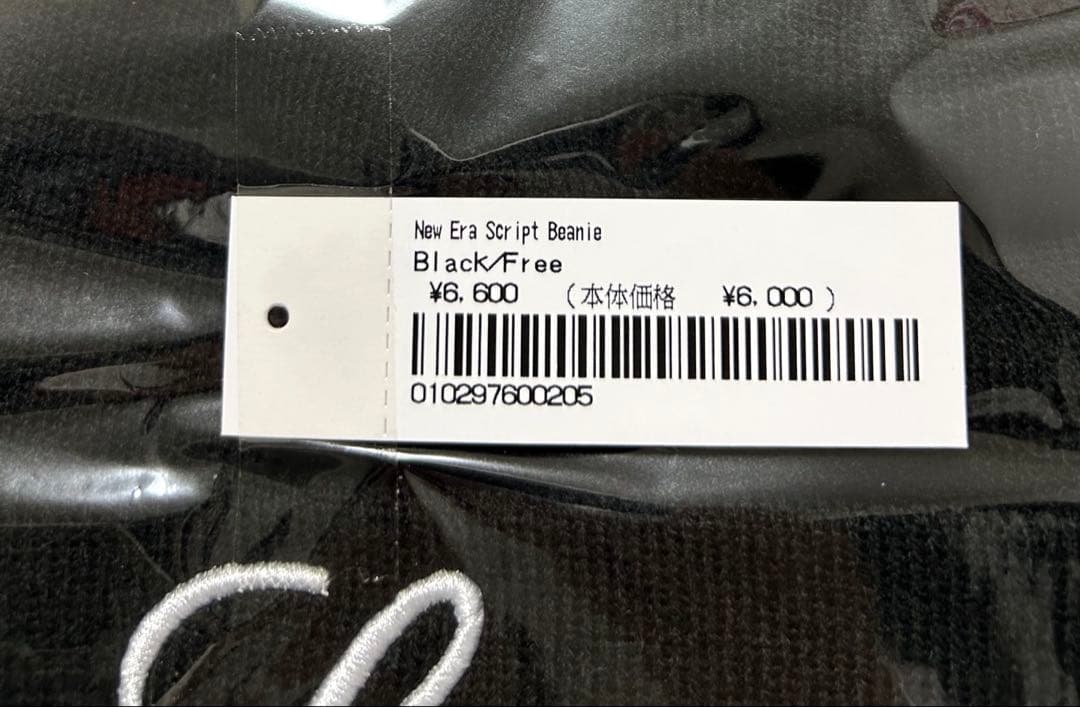 New Era Script Beanie
Black/Free
¥6,600 (本体価格 ¥6,000 )
010297600205